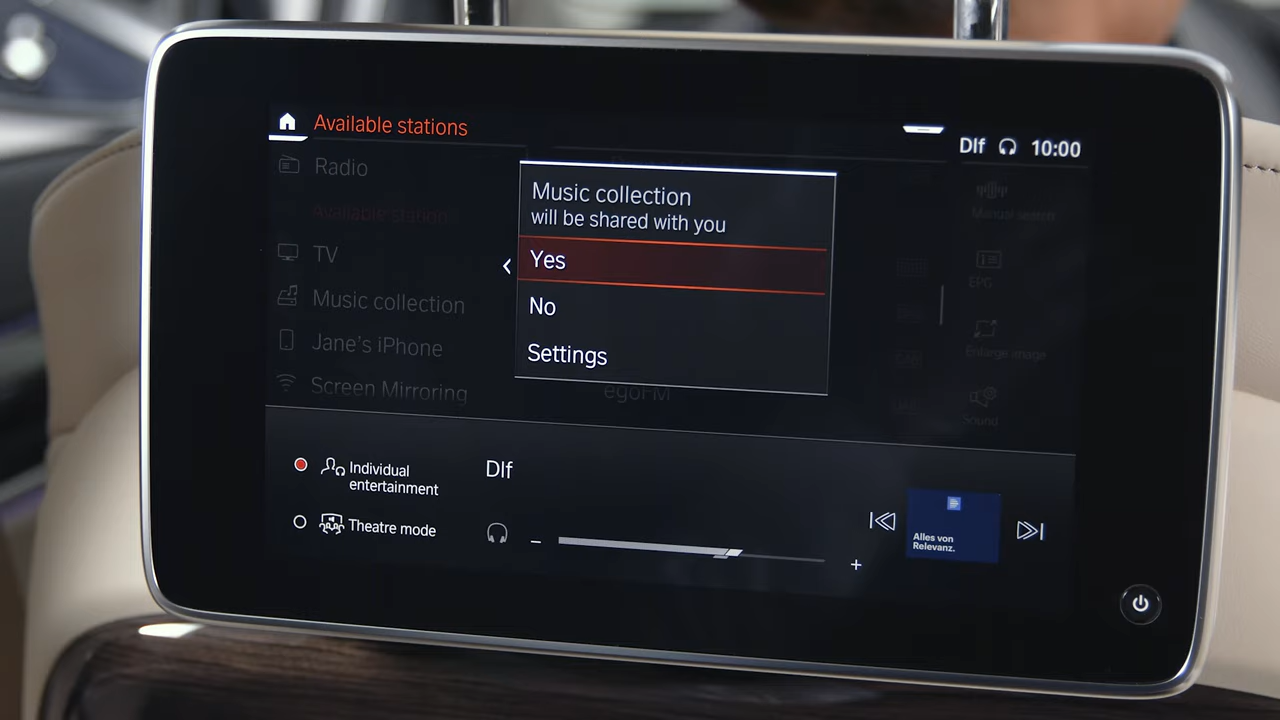 Available stations
Dlf 10:00
Radio
Music collection
will be shared with you
Manual search
Available station
Yes
TV
EPG
Music collection
No
Jane's iPhone
Settings
Enlarge image
Screen Mirroring
egoFM
Sound
Individual
entertainment
Dlf
Theatre mode
Alles von
Relevanz.